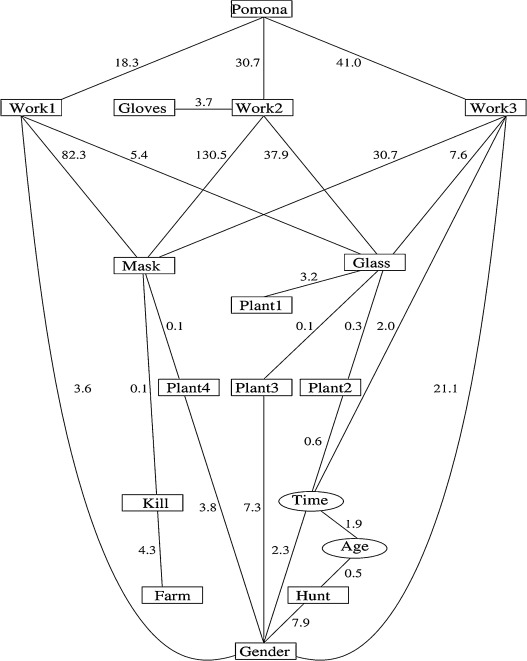 Pomona
18.3 30.7 41.0
Work1 Gloves 3.7 Work2 Work3
82.3 5.4 130.5 37.9 30.7 7.6
Mask Glass
3.2
Plant1
0.1 0.1 0.3 2.0
0.1 Plant4 Plant3 Plant2
3.6 21.1
0.6
Kill Time
3.8 7.3
1.9
4.3 2.3 Age
0.5
Farm Hunt
7.9
Gender